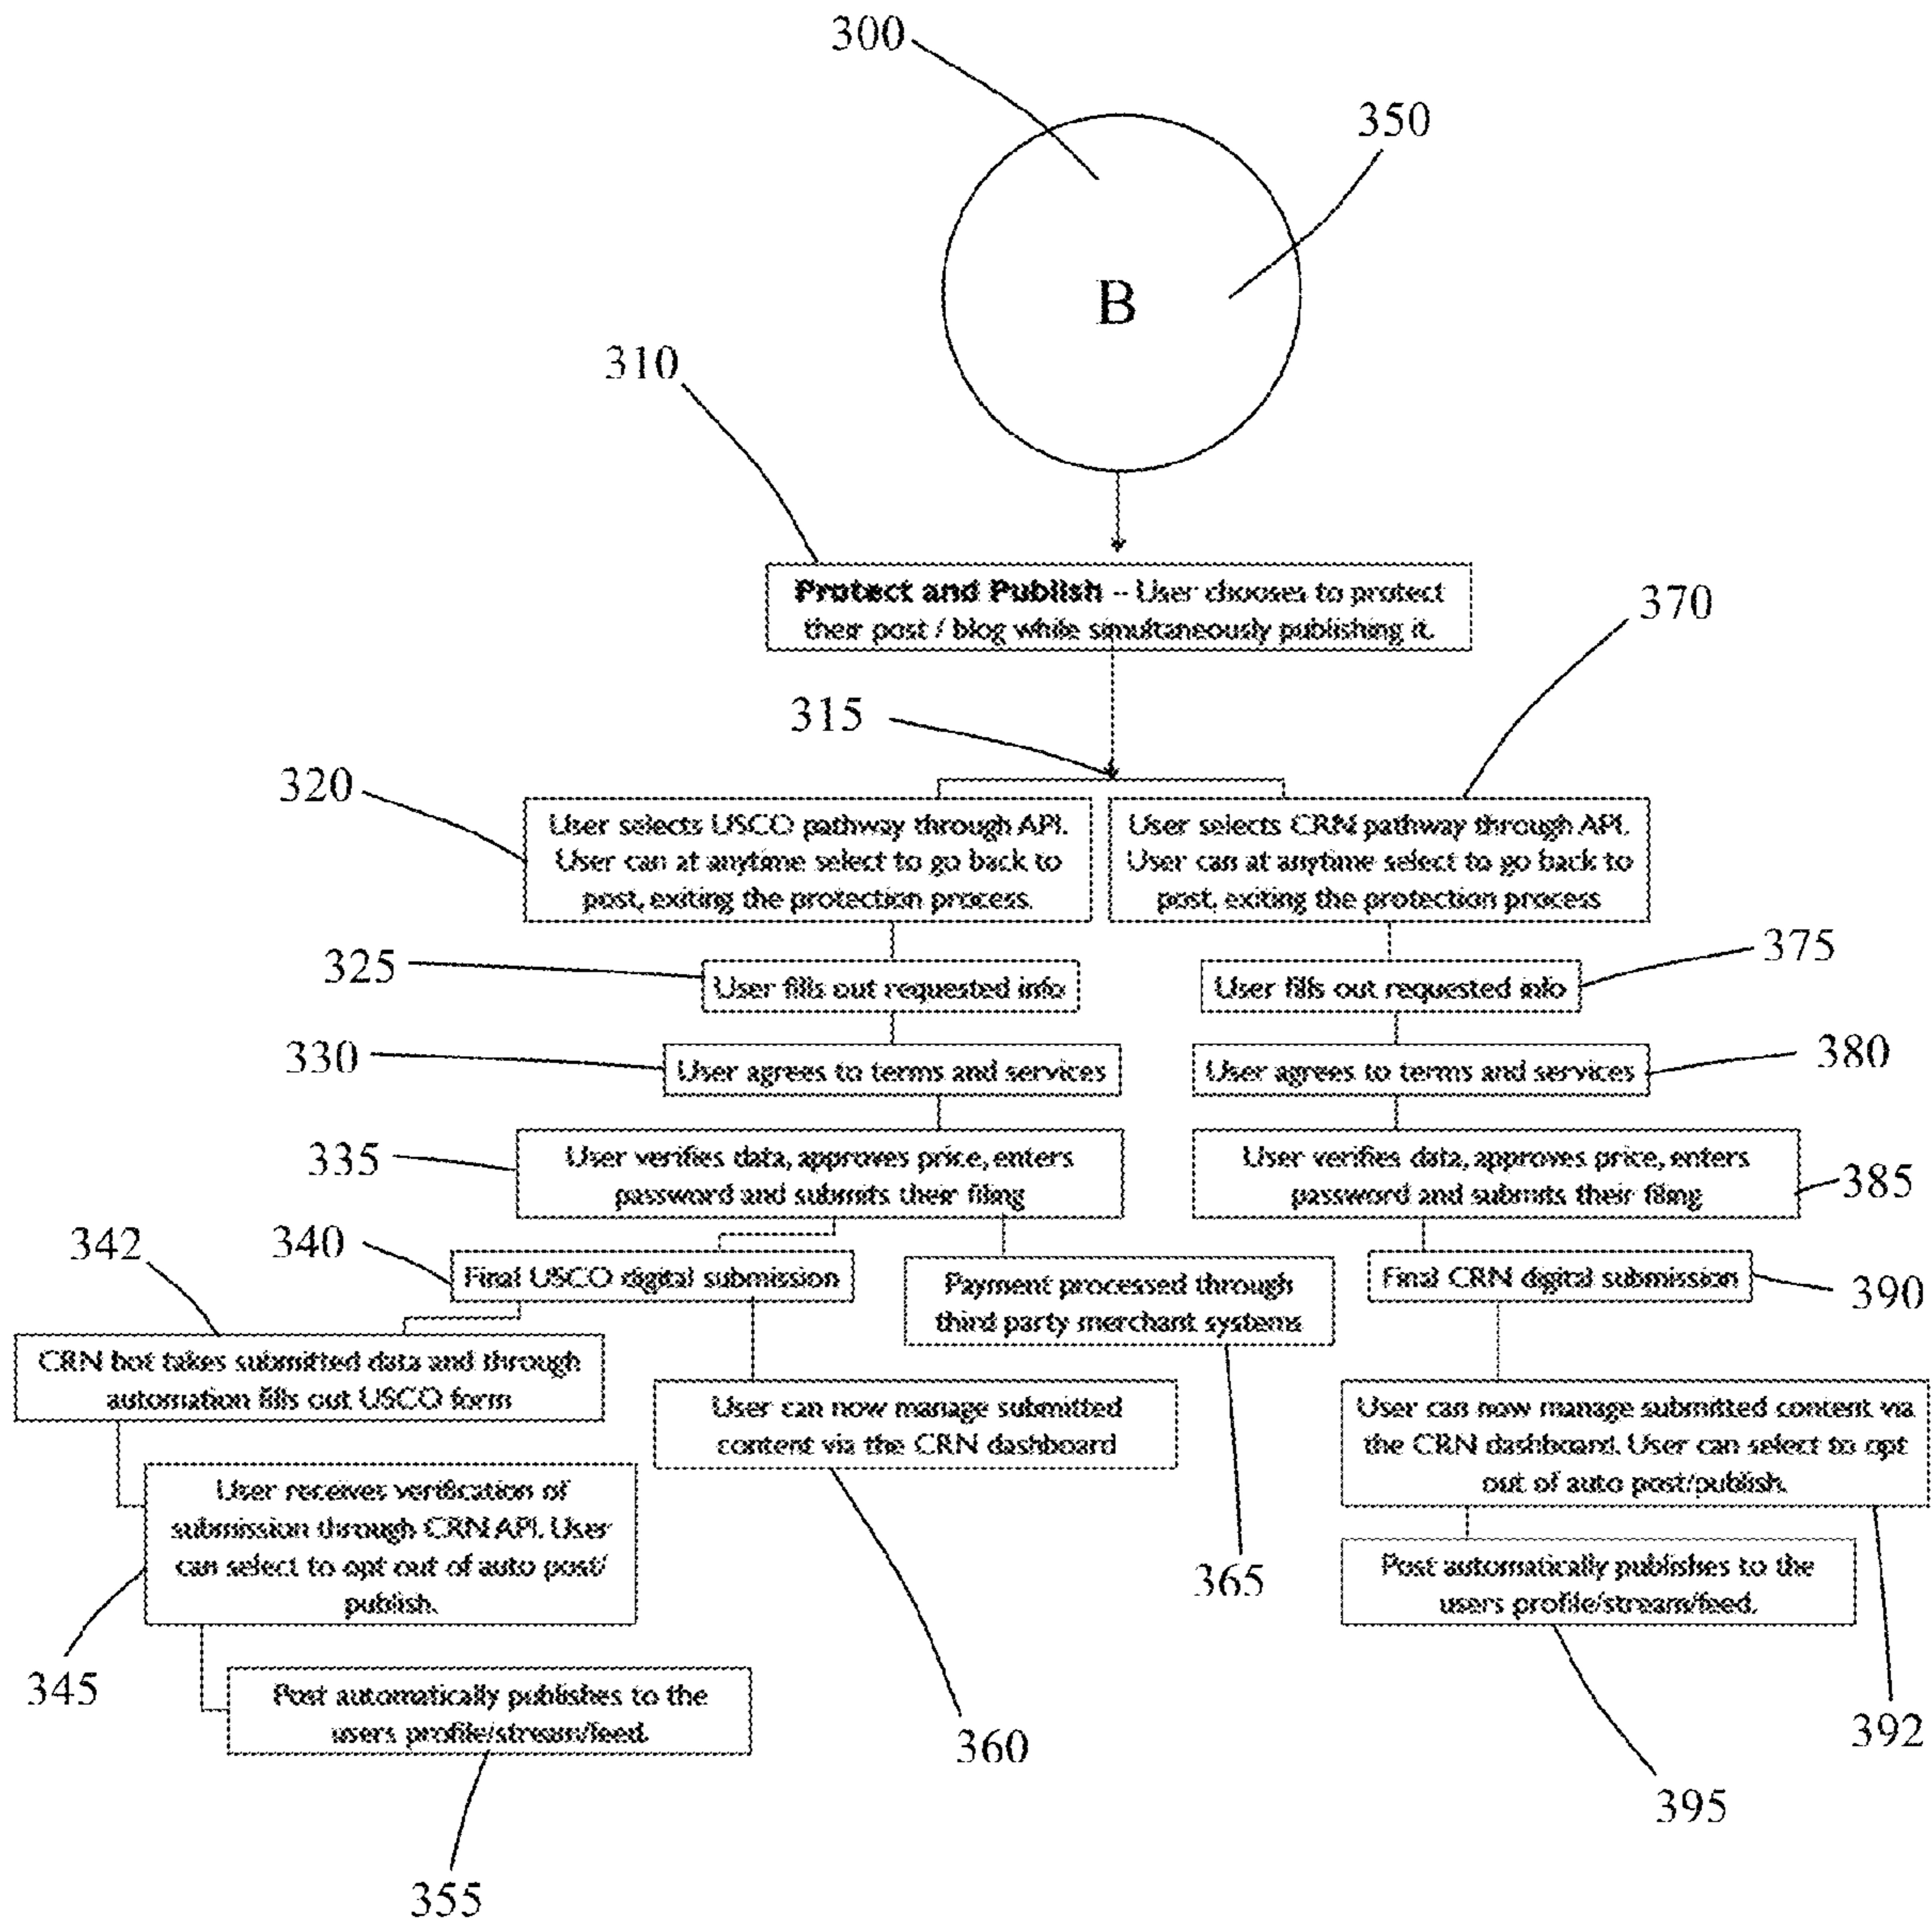 300
350
B
310
Protect and Publish -- User chooses to protect
their post / blog while simultaneously publishing it.
370
315
320
User selects USCO pathway through API.
User can at anytime select to go back to
post, exiting the protection process.
User selects CRN pathway through API.
User can at anytime select to go back to
post, exiting the protection process
325
User fills out requested info
User fills out requested info
375
330
User agrees to terms and services
User agrees to terms and services
380
335
User verifies data, approves price, enters
password and submits their filing
User verifies data, approves price, enters
password and submits their filing
385
342
340
Final USCO digital submission
Payment processed through
third party merchant systems
Final CRN digital submission
390
CRN bot takes submitted data and through
automation fills out USCO form
User can now manage submitted
content via the CRN dashboard
User can now manage submitted content via
the CRN dashboard. User can select to opt
out of auto post/publish.
User receives verification of
submission through CRN API. User
can select to opt out of auto post/
publish.
365
Post automatically publishes to the
users profile/stream/feed.
345
Post automatically publishes to the
users profile/stream/feed.
360
392
395
355